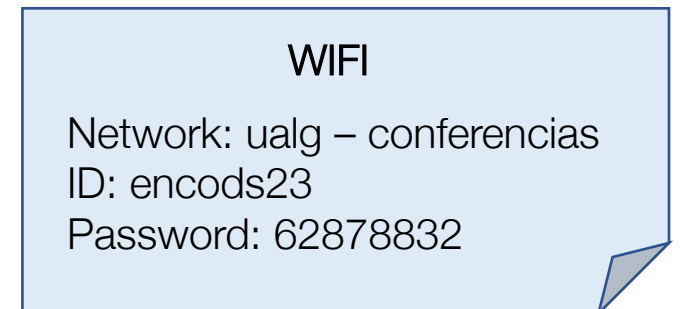 WIFI
Network: ualg – conferencias
ID: encods23
Password: 62878832